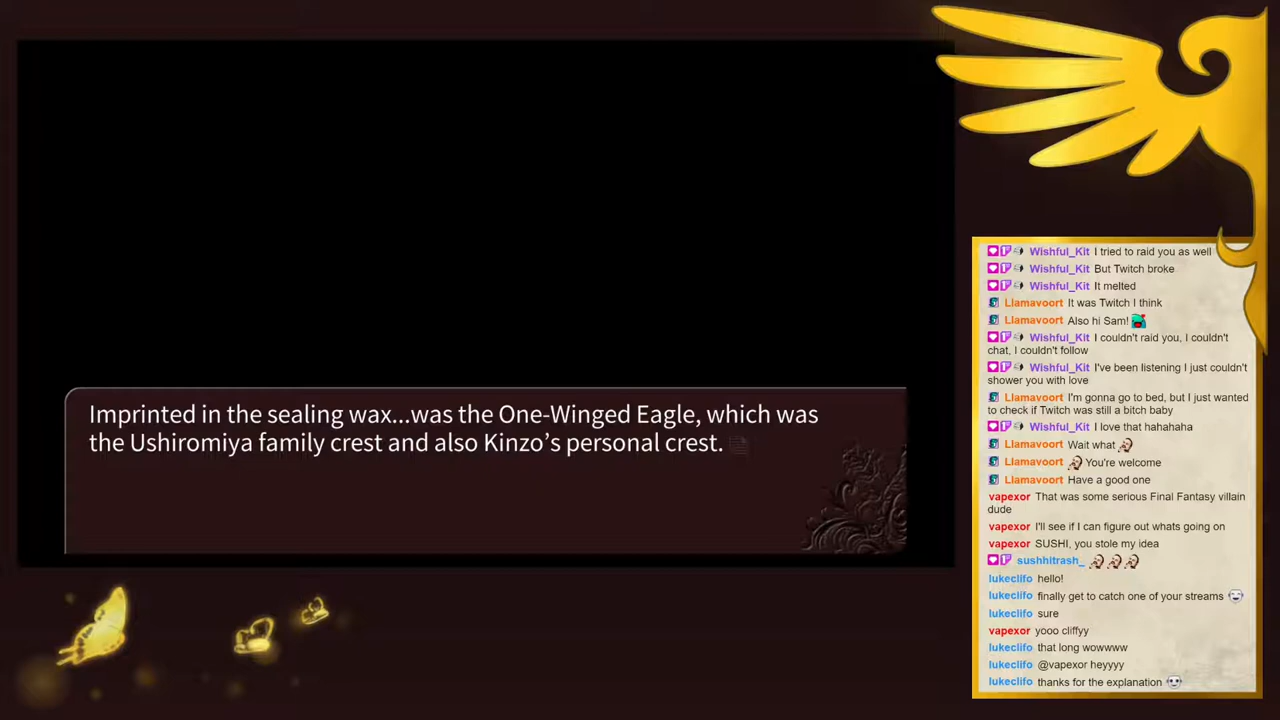 Imprinted in the sealing wax...was the One-Winged Eagle, which was
the Ushiromiya family crest and also Kinzo's personal crest.
Wishful_Kit I tried to raid you as well
Wishful_Kit But Twitch broke
Wishful_Kit It melted
Llamavoort It was Twitch I think
Llamavoort Also hi Sam!
Wishful_Kit I couldn't raid you, I couldn't
chat, I couldn't follow
Wishful_Kit I've been listening I just couldn't
shower you with love
Llamavoort I'm gonna go to bed, but I just wanted
to check if Twitch was still a bitch baby
Wishful_Kit I love that hahahaha
Llamavoort Wait what
Llamavoort You're welcome
Llamavoort Have a good one
vapexor That was some serious Final Fantasy villain
dude
vapexor I'll see if I can figure out whats going on
vapexor SUSHI, you stole my idea
sushhitrash_
lukeclifo hello!
lukeclifo finally get to catch one of your streams
lukeclifo sure
vapexor yooo cliffyy
lukeclifo that long wowwww
lukeclifo @vapexor heyyyy
lukeclifo thanks for the explanation